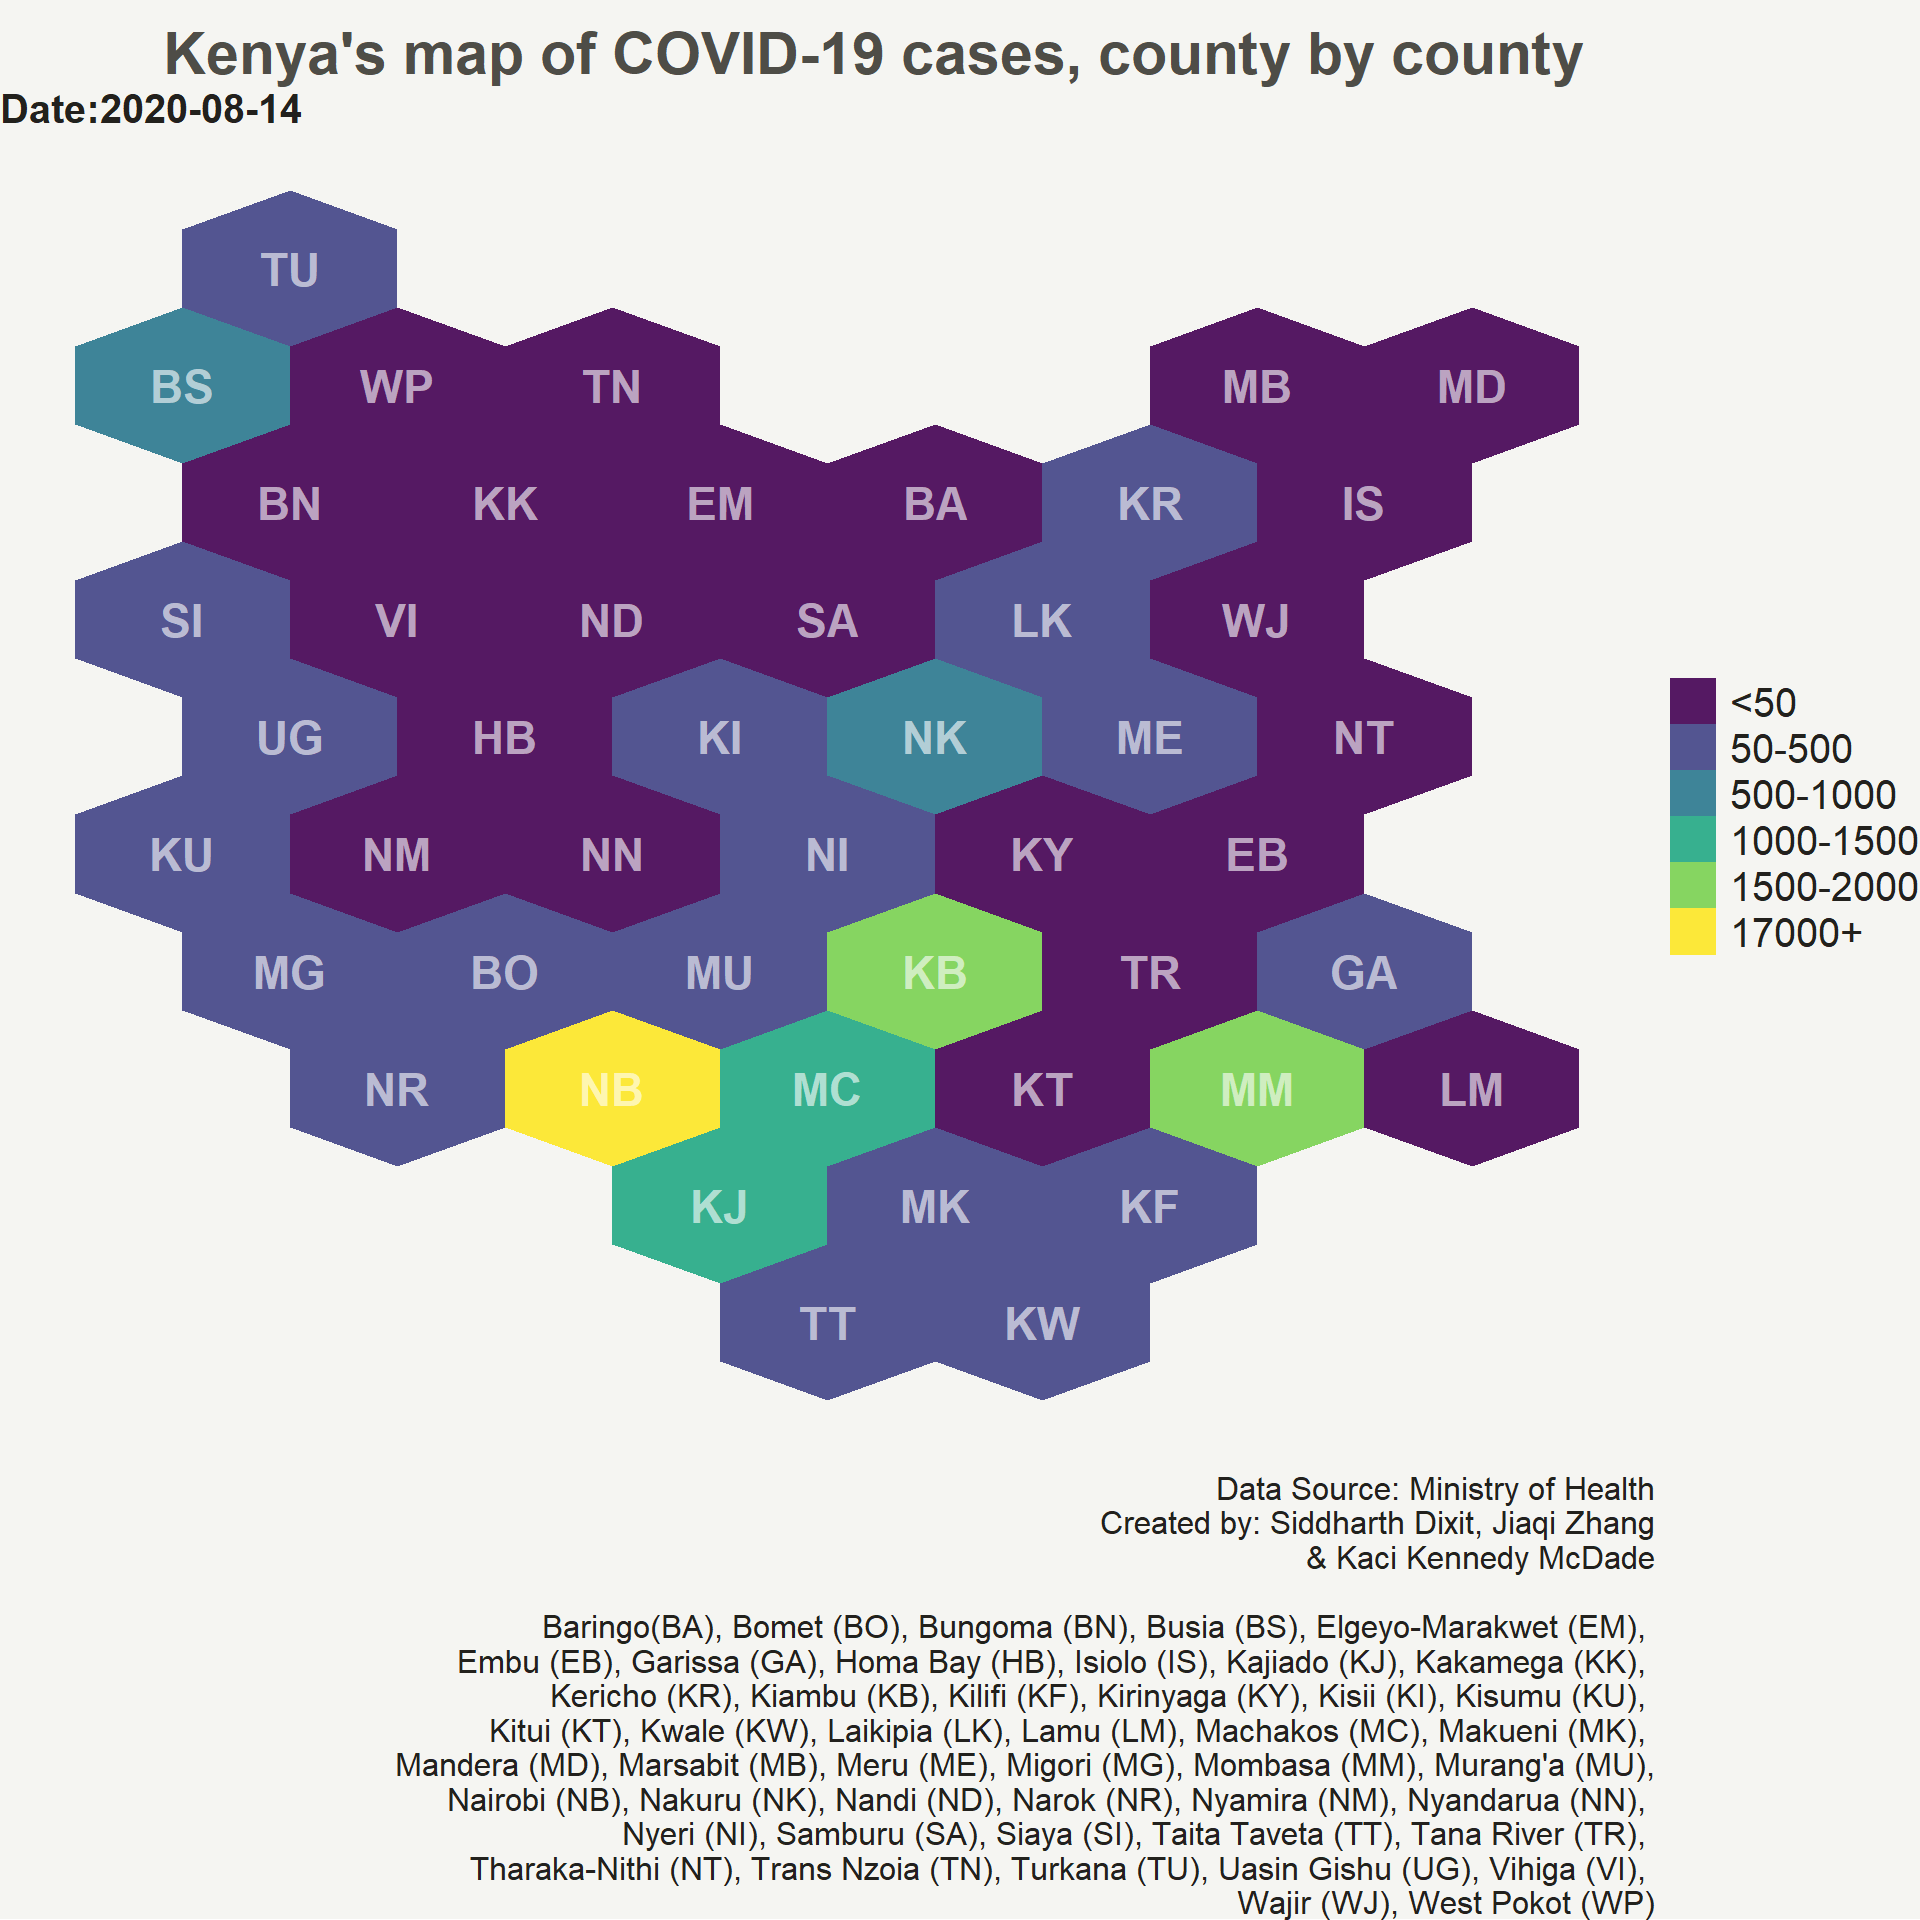 Kenya's map of COVID-19 cases, county by county
Date:2020-08-14
TU
BS WP TN MB MD
BN KK EM BA KR IS
SI VI ND SA LK WJ
UG HB KI NK ME NT
KU NM NN NI KY EB
MG BO MU KB TR GA
NR NB MC KT MM LM
KJ MK KF
TT KW
<50
50-500
500-1000
1000-1500
1500-2000
17000+
Data Source: Ministry of Health
Created by: Siddharth Dixit, Jiaqi Zhang
& Kaci Kennedy McDade
Baringo(BA), Bomet (BO), Bungoma (BN), Busia (BS), Elgeyo-Marakwet (EM),
Embu (EB), Garissa (GA), Homa Bay (HB), Isiolo (IS), Kajiado (KJ), Kakamega (KK),
Kericho (KR), Kiambu (KB), Kilifi (KF), Kirinyaga (KY), Kisii (KI), Kisumu (KU),
Kitui (KT), Kwale (KW), Laikipia (LK), Lamu (LM), Machakos (MC), Makueni (MK),
Mandera (MD), Marsabit (MB), Meru (ME), Migori (MG), Mombasa (MM), Murang'a (MU),
Nairobi (NB), Nakuru (NK), Nandi (ND), Narok (NR), Nyamira (NM), Nyandarua (NN),
Nyeri (NI), Samburu (SA), Siaya (SI), Taita Taveta (TT), Tana River (TR),
Tharaka-Nithi (NT), Trans Nzoia (TN), Turkana (TU), Uasin Gishu (UG), Vihiga (VI),
Wajir (WJ), West Pokot (WP)